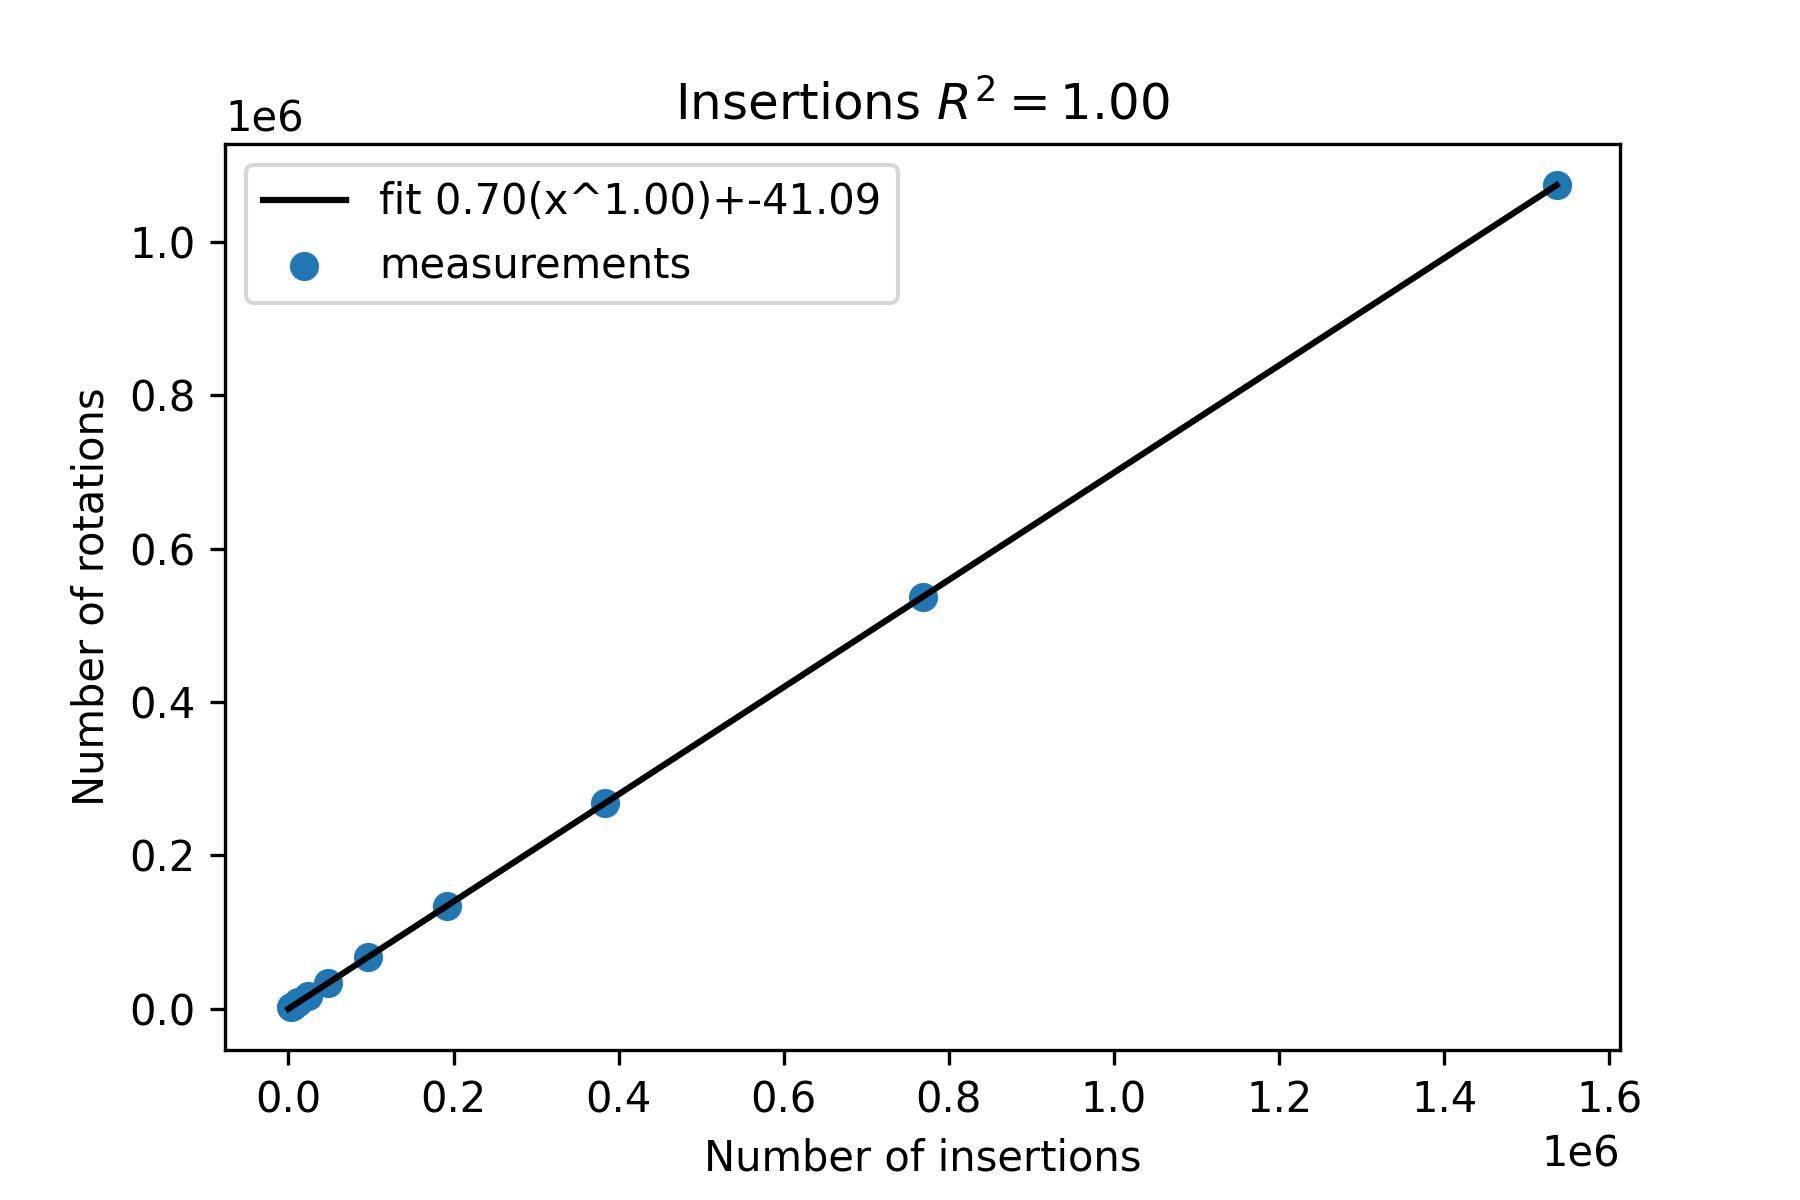 Insertions R² = 1.00
1e6
fit 0.70(x^1.00)+-41.09
measurements
Number of rotations
1.0
0.8
0.6
0.4
0.2
0.0
0.0 0.2 0.4 0.6 0.8 1.0 1.2 1.4 1.6
Number of insertions
1e6